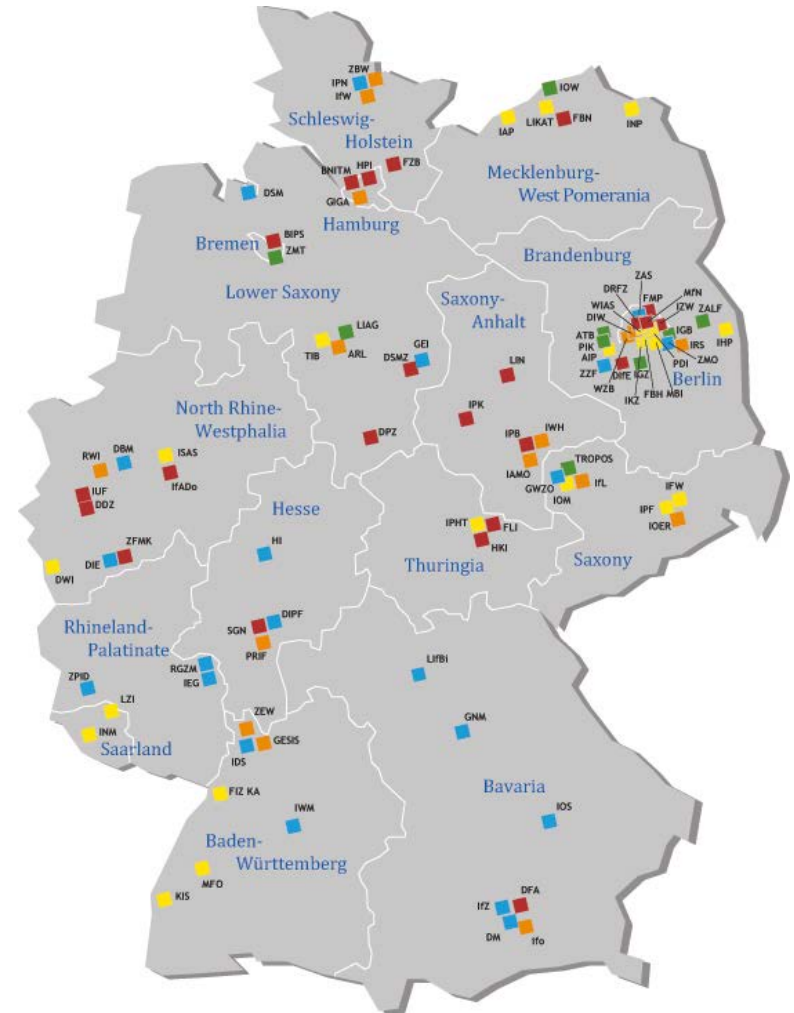 ZBW
IPN
IfW
Schleswig-
Holstein
IOW
LIKAT
FBN
INP
IAP
Mecklenburg-
West Pomerania
BNITM
HPI
FZB
GIGA
Hamburg
DSM
Bremen
BIPS
ZMT
Lower Saxony
Brandenburg
ZAS
DRFZ
FMP
MfN
WIAS
IZW
ZALF
DIW
IGB
ATB
PIK
IRS
IHP
AIP
ZMO
ZZF
PDI
WZB
DIfE
IGZ
IKZ
FBH
MBI
Berlin
Saxony-
Anhalt
LIAG
TIB
ARL
GEI
DSMZ
LIN
IPK
DPZ
North Rhine-
Westphalia
RWI
DBM
ISAS
IfADo
IUF
DDZ
IPB
IWH
IAMO
TROPOS
GWZO
IfL
IOM
IFW
IPF
IOER
Hesse
HI
IPHT
FLI
HKI
Thuringia
Saxony
ZFMK
DIE
DWI
Rhineland-
Palatinate
SGN
DIPF
PRIF
RGZM
IEG
ZPID
LZI
INM
Saarland
LIfBi
GNM
ZEW
GESIS
IDS
FIZ KA
IWM
Bavaria
IOS
Baden-
Württemberg
MFO
KIS
IfZ
DFA
DM
Ifo